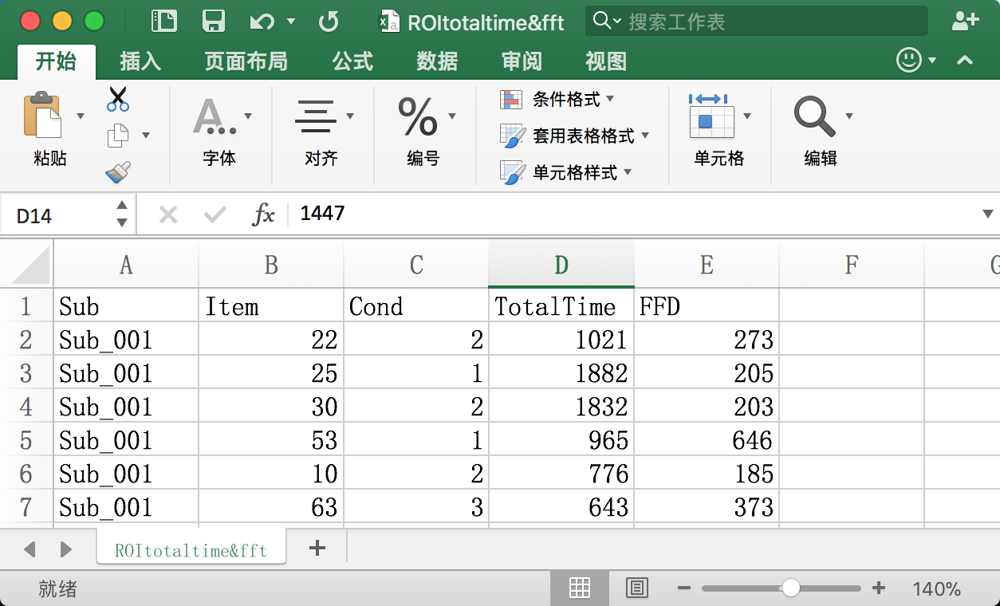 ROItotaltime&fft
搜索工作表
开始 插入 页面布局 公式 数据 审阅 视图
粘贴 字体 对齐 % 编号 条件格式 套用表格格式 单元格样式 单元格 编辑
D14 fx 1447
A B C D E F G
1 Sub Item Cond TotalTime FFD
2 Sub_001 22 2 1021 273
3 Sub_001 25 1 1882 205
4 Sub_001 30 2 1832 203
5 Sub_001 53 1 965 646
6 Sub_001 10 2 776 185
7 Sub_001 63 3 643 373
ROItotaltime&fft +
就绪 140%